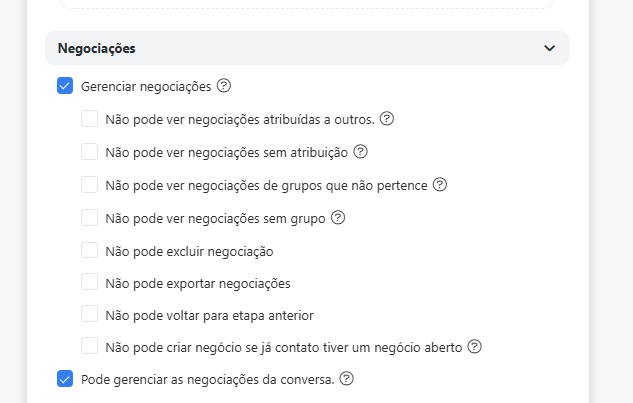 Negociações
Gerenciar negociações
Não pode ver negociações atribuídas a outros.
Não pode ver negociações sem atribuição
Não pode ver negociações de grupos que não pertence
Não pode ver negociações sem grupo
Não pode excluir negociação
Não pode exportar negociações
Não pode voltar para etapa anterior
Não pode criar negócio se já contato tiver um negócio aberto
Pode gerenciar as negociações da conversa.